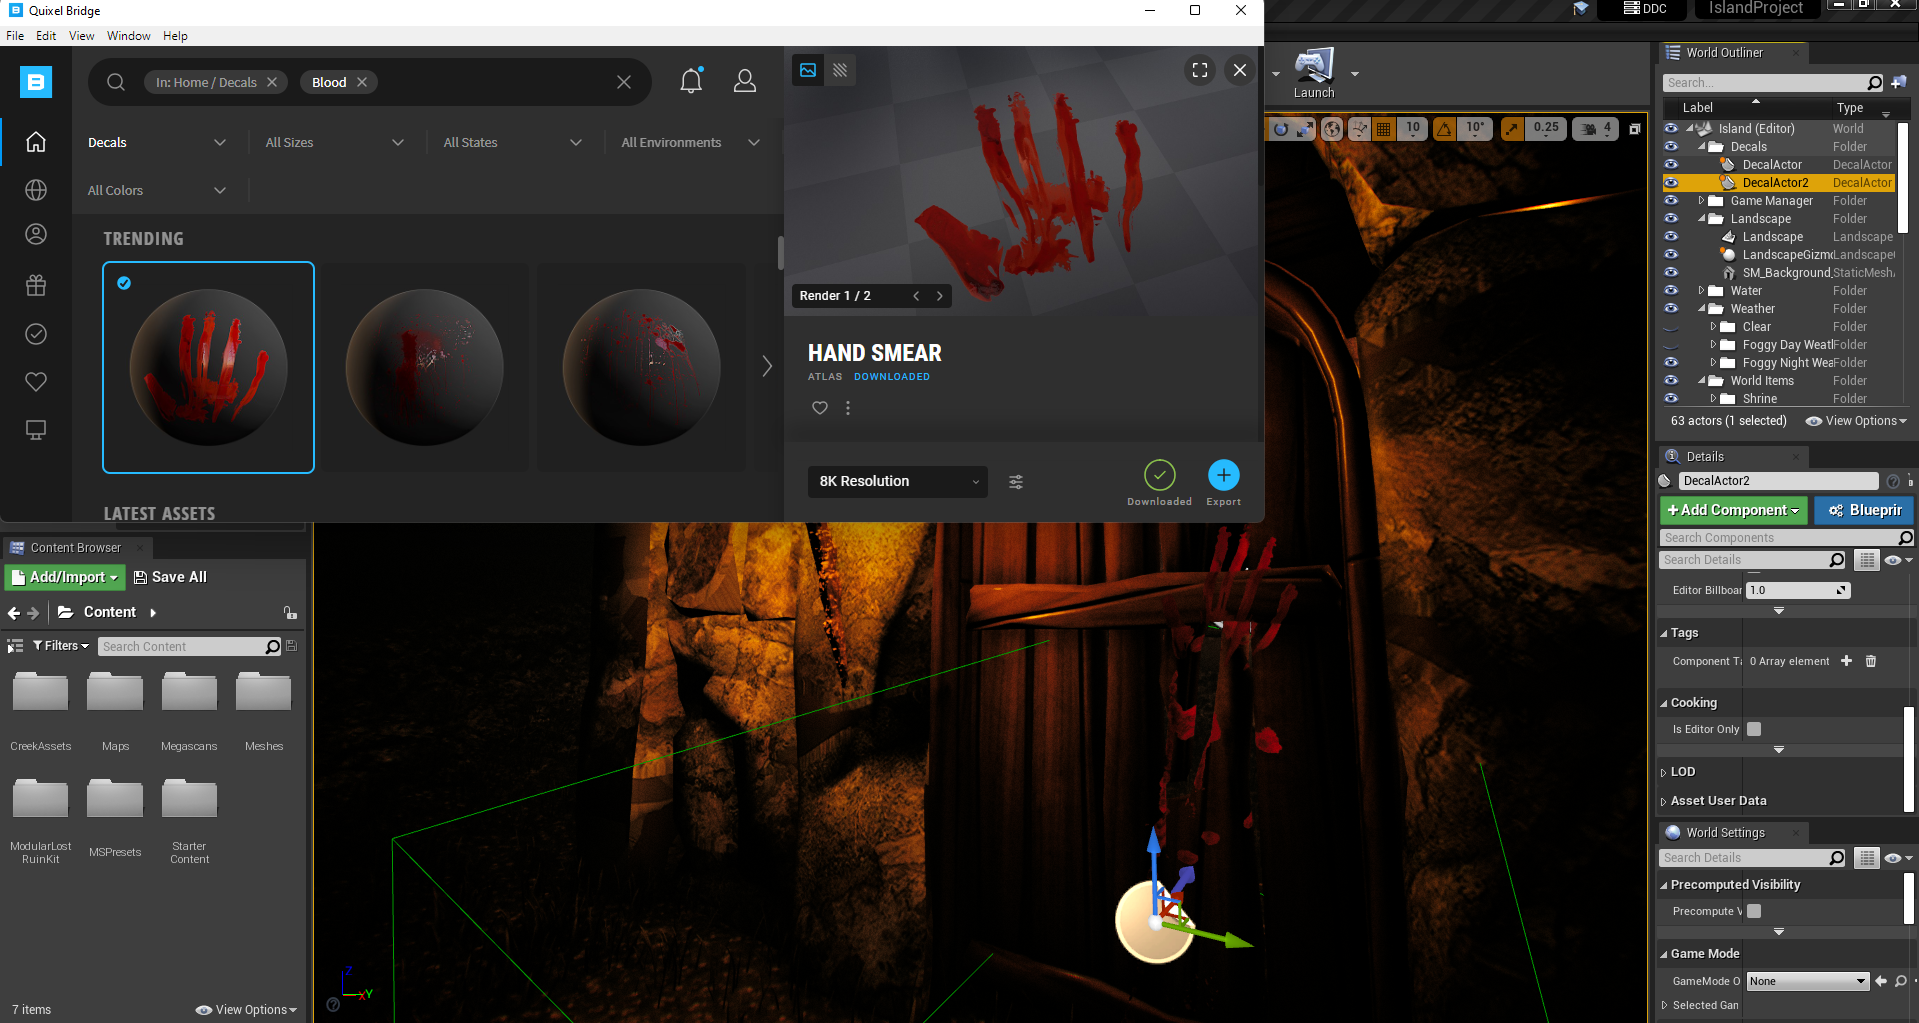 Quixel Bridge
File Edit View Window Help
In: Home / Decals
Blood
Decals
All Sizes
All States
All Environments
All Colors
TRENDING
LATEST ASSETS
Render 1 / 2
HAND SMEAR
ATLAS DOWNLOADED
8K Resolution
Downloaded
Export
DDC
IslandProject
Launch
10
10°
0.25
4
World Outliner
Search...
Label Type
Island (Editor) World
Decals Folder
DecalActor DecalActor
DecalActor2 DecalActor
Game Manager Folder
Landscape Folder
Landscape Landscape
LandscapeGizm Landscape
SM_Background_ StaticMesh
Water Folder
Weather Folder
Clear Folder
Foggy Day Weatl Folder
Foggy Night Wea Folder
World Items Folder
Shrine Folder
63 actors (1 selected)
View Options
Details
DecalActor2
+Add Component
Blueprir
Search Components
Search Details
Editor Billboar 1.0
Tags
Component Ta 0 Array element
Cooking
Is Editor Only
LOD
Asset User Data
World Settings
Search Details
Precomputed Visibility
Precompute V
Game Mode
GameMode O None
Selected Gan
Content Browser
Add/Import
Save All
Content
Filters
Search Content
CreekAssets
Maps
Megascans
Meshes
ModularLost
RuinKit
MSPresets
Starter
Content
7 items
View Options
Z
X
Y